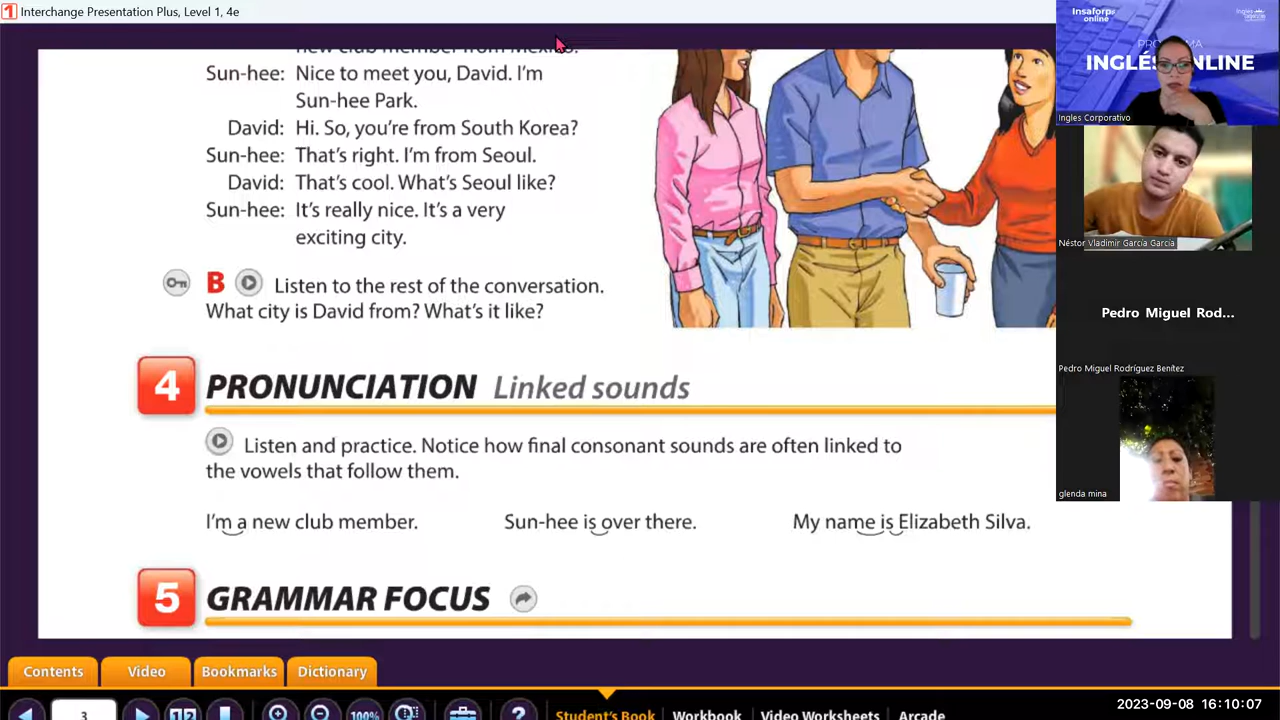 Interchange Presentation Plus, Level 1, 4e
new club member from Mexico.
Sun-hee: Nice to meet you, David. I'm
Sun-hee Park.
David: Hi. So, you're from South Korea?
Sun-hee: That's right. I'm from Seoul.
David: That's cool. What's Seoul like?
Sun-hee: It's really nice. It's a very
exciting city.
B Listen to the rest of the conversation.
What city is David from? What's it like?
4 PRONUNCIATION Linked sounds
Listen and practice. Notice how final consonant sounds are often linked to
the vowels that follow them.
I'm a new club member. Sun-hee is over there. My name is Elizabeth Silva.
5 GRAMMAR FOCUS
Contents Video Bookmarks Dictionary
3 1 2 100% ? Student's Book Workbook Video Worksheets Arcade
Insaforp online
INGLÉS ONLINE
Ingles Corporativo
Néstor Vladimir García García
Pedro Miguel Rod...
Pedro Miguel Rodríguez Benítez
glenda mina
2023-09-08 16:10:07